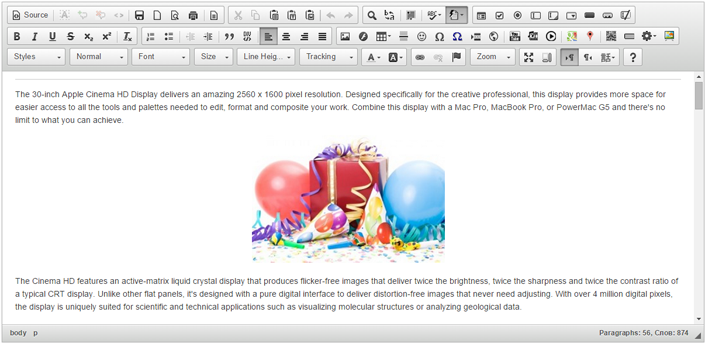 Source
B I U S x₂ x² Tx
Styles Normal Font Size Line Heig... Tracking A A Zoom ?
The 30-inch Apple Cinema HD Display delivers an amazing 2560 x 1600 pixel resolution. Designed specifically for the creative professional, this display provides more space for
easier access to all the tools and palettes needed to edit, format and composite your work. Combine this display with a Mac Pro, MacBook Pro, or PowerMac G5 and there's no
limit to what you can achieve.
The Cinema HD features an active-matrix liquid crystal display that produces flicker-free images that deliver twice the brightness, twice the sharpness and twice the contrast ratio of
a typical CRT display. Unlike other flat panels, it's designed with a pure digital interface to deliver distortion-free images that never need adjusting. With over 4 million digital pixels,
the display is uniquely suited for scientific and technical applications such as visualizing molecular structures or analyzing geological data.
body p Paragraphs: 56, Слов: 874